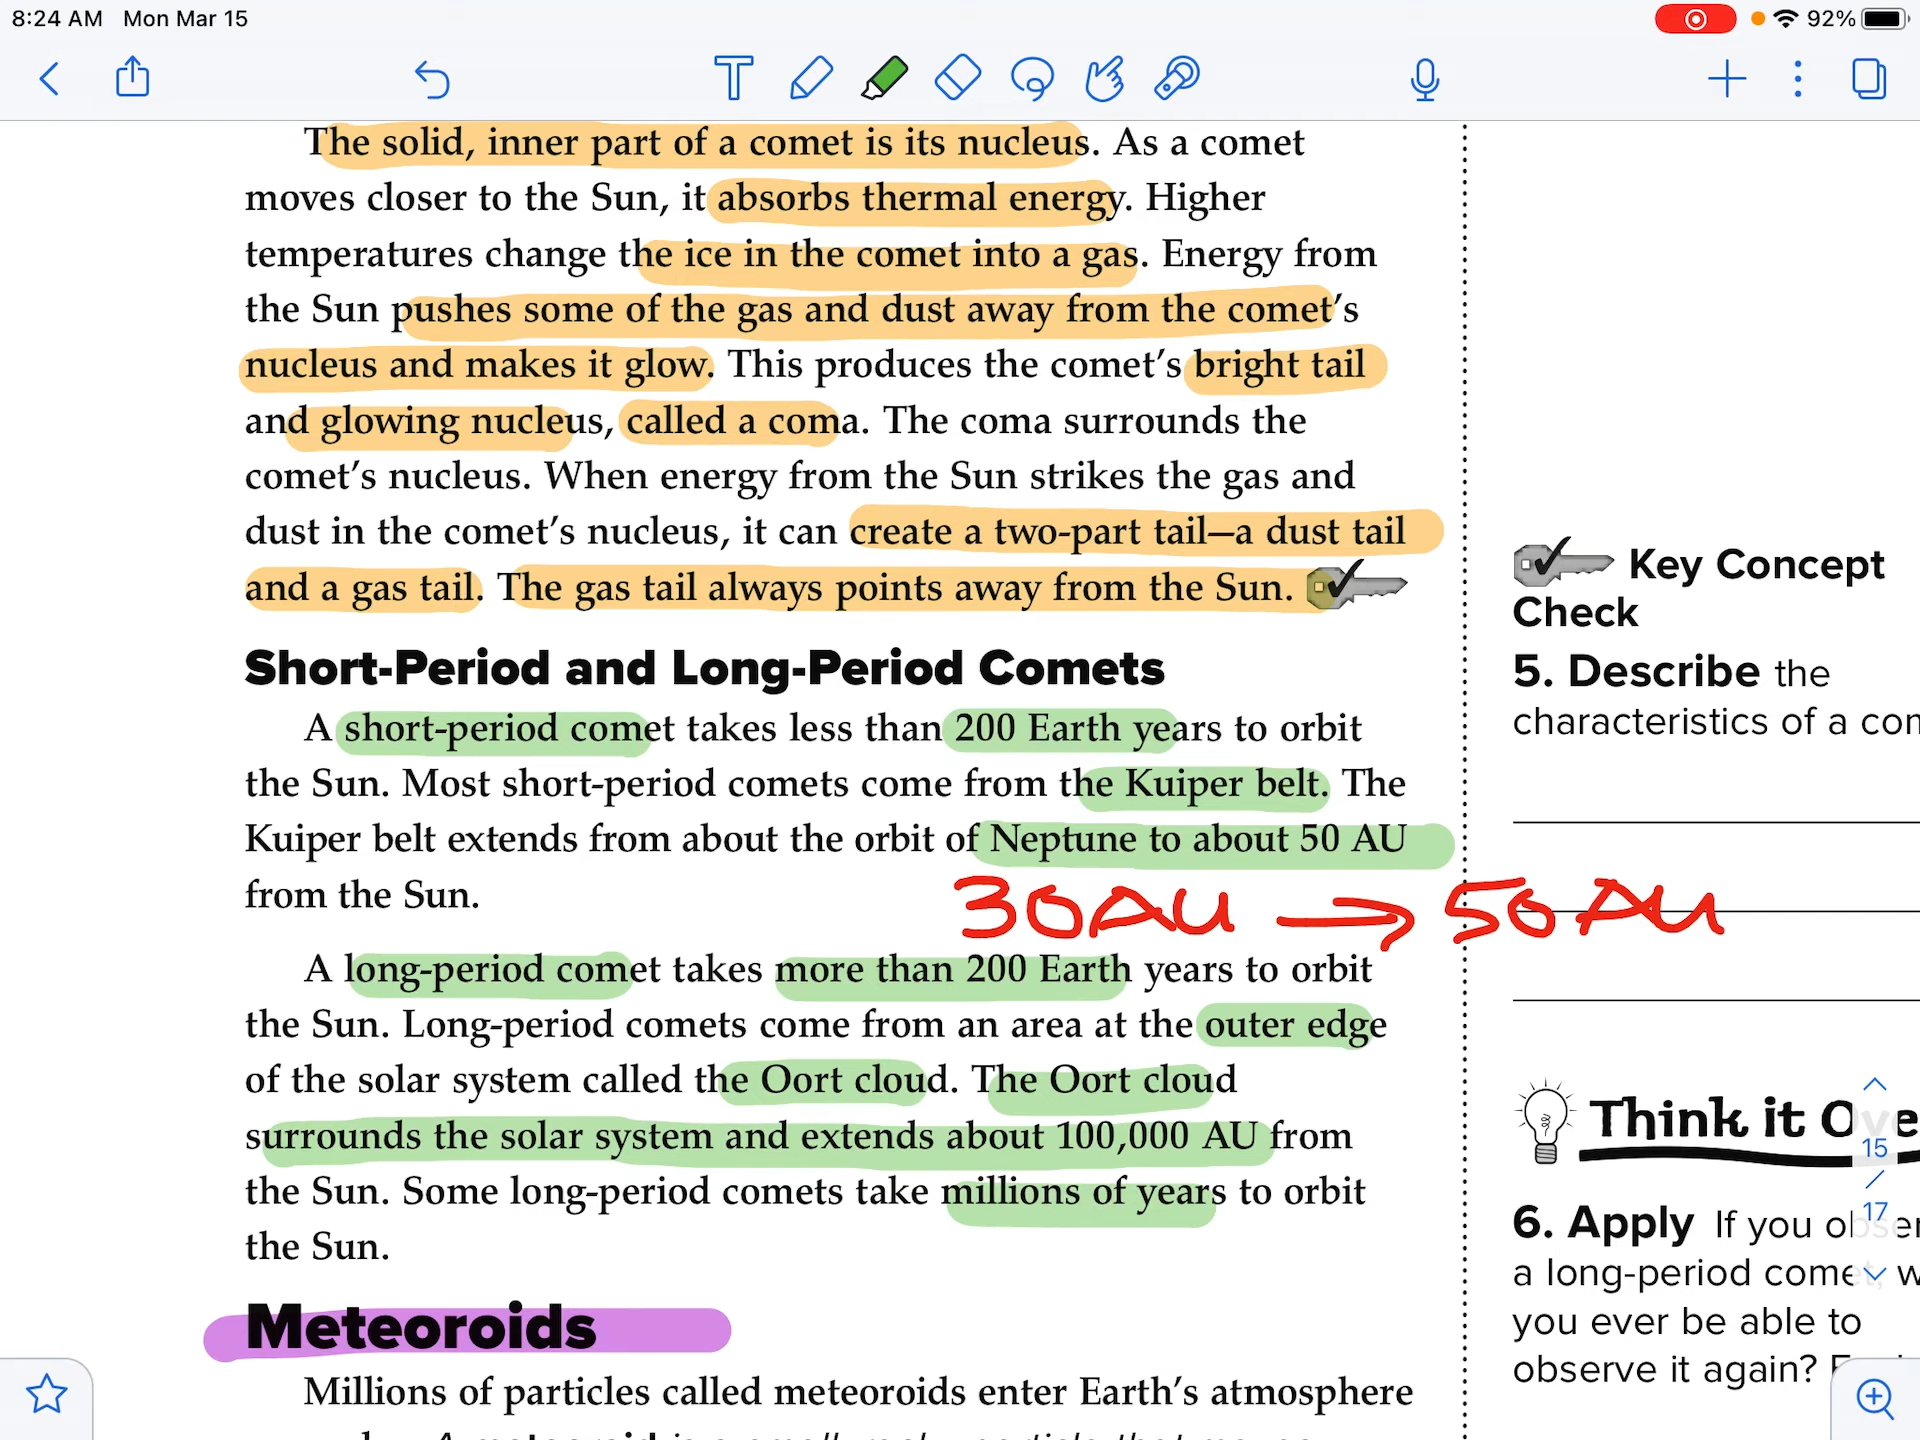 8:24 AM Mon Mar 15
92%
The solid, inner part of a comet is its nucleus. As a comet
moves closer to the Sun, it absorbs thermal energy. Higher
temperatures change the ice in the comet into a gas. Energy from
the Sun pushes some of the gas and dust away from the comet's
nucleus and makes it glow. This produces the comet's bright tail
and glowing nucleus, called a coma. The coma surrounds the
comet's nucleus. When energy from the Sun strikes the gas and
dust in the comet's nucleus, it can create a two-part tail—a dust tail
and a gas tail. The gas tail always points away from the Sun.
Short-Period and Long-Period Comets
A short-period comet takes less than 200 Earth years to orbit
the Sun. Most short-period comets come from the Kuiper belt. The
Kuiper belt extends from about the orbit of Neptune to about 50 AU
from the Sun.
30AU → 50 AU
A long-period comet takes more than 200 Earth years to orbit
the Sun. Long-period comets come from an area at the outer edge
of the solar system called the Oort cloud. The Oort cloud
surrounds the solar system and extends about 100,000 AU from
the Sun. Some long-period comets take millions of years to orbit
the Sun.
Meteoroids
Millions of particles called meteoroids enter Earth's atmosphere
Key Concept
Check
5. Describe the
characteristics of a
Think it
15
/
17
6. Apply If you
a long-period
you ever be able to
observe it again?